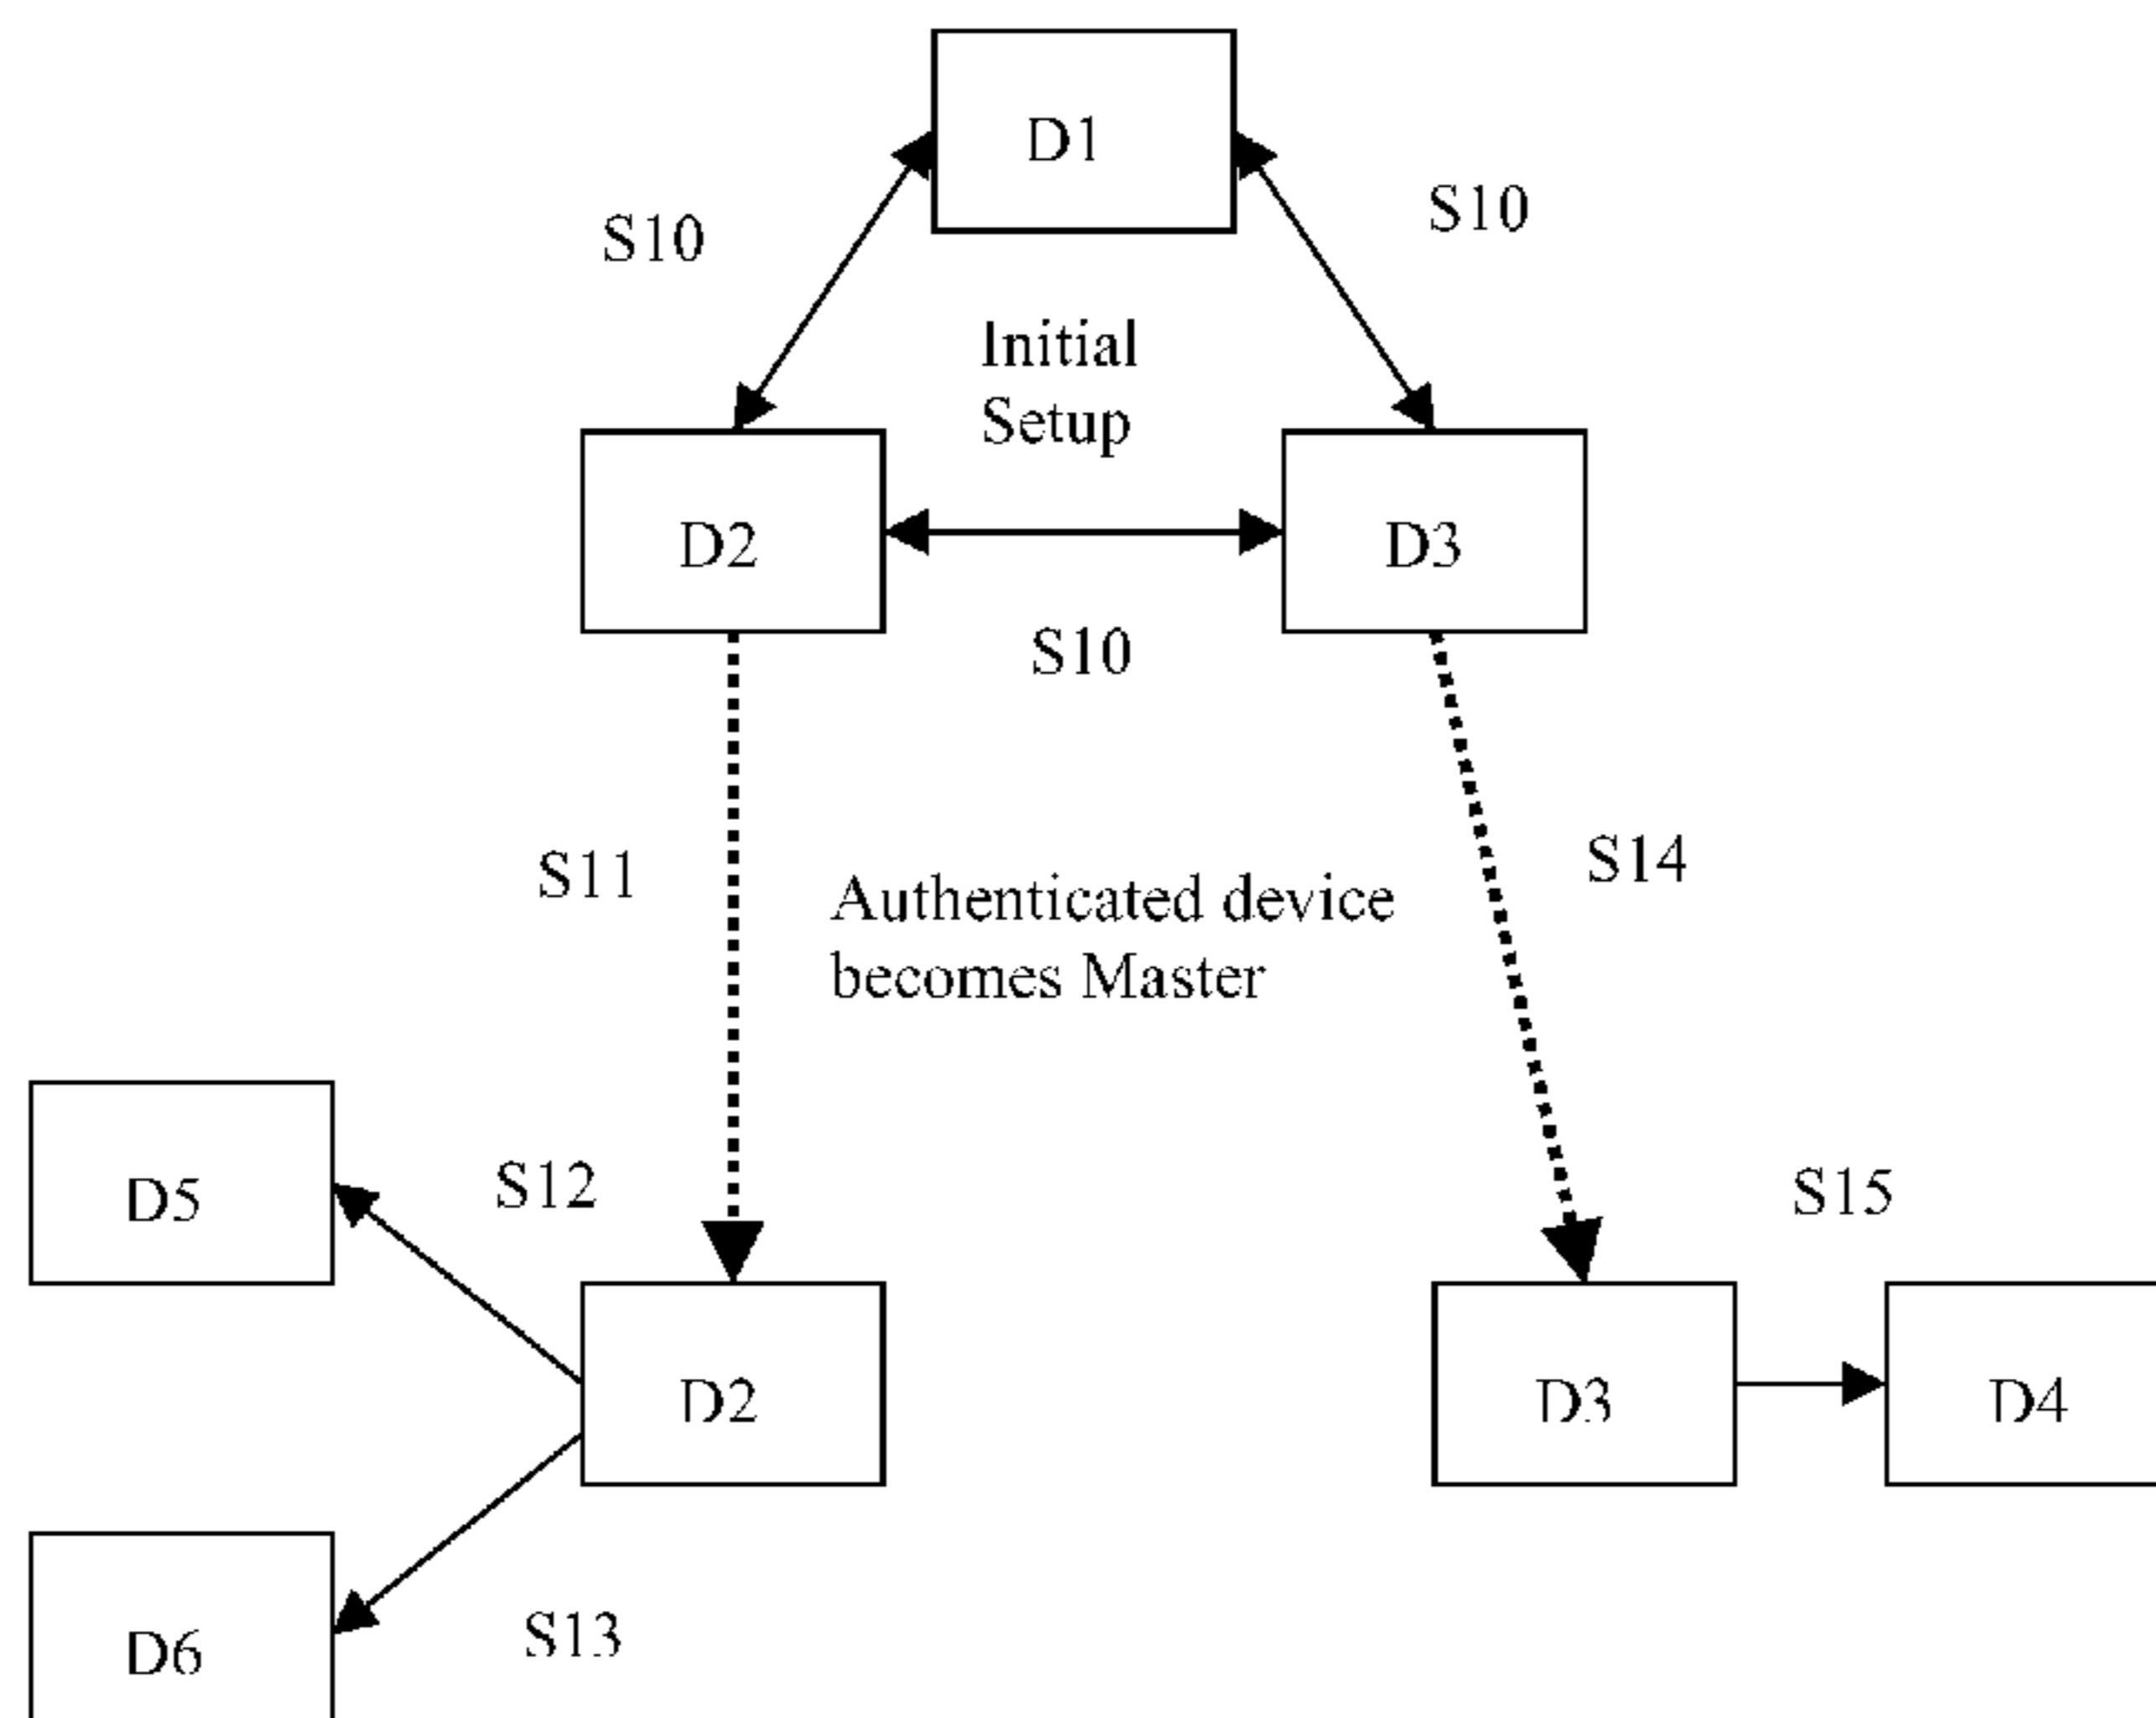 D1
S10
S10
Initial
Setup
D2
D3
S10
S11
S14
Authenticated device
becomes Master
D5
S12
S15
D2
D3
D4
D6
S13